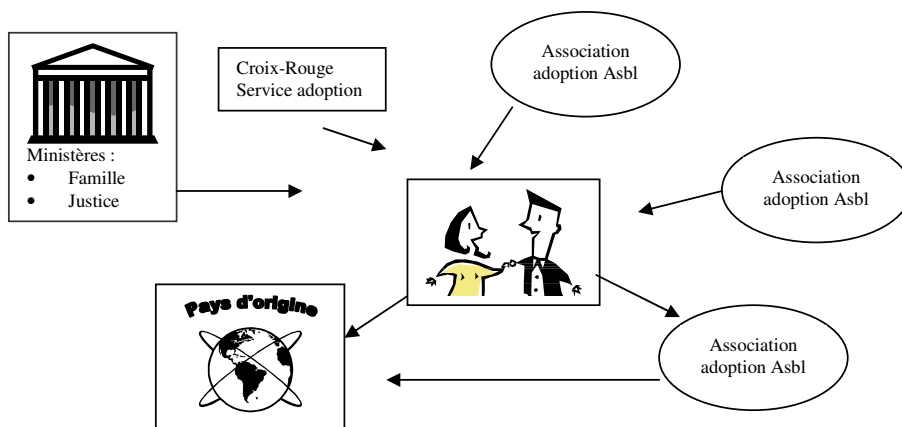 Ministères :
• Famille
• Justice
Croix-Rouge
Service adoption
Association
adoption Asbl
Association
adoption Asbl
Pays d'origine
Association
adoption Asbl